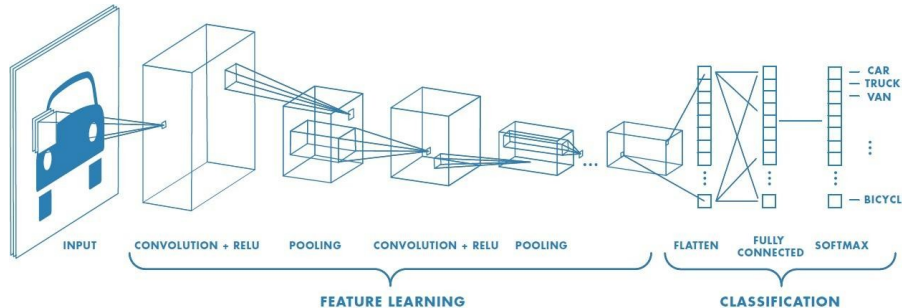 CAR
TRUCK
VAN
BICYCL
INPUT
CONVOLUTION + RELU
POOLING
CONVOLUTION + RELU
POOLING
FLATTEN
FULLY
CONNECTED
SOFTMAX
FEATURE LEARNING
CLASSIFICATION